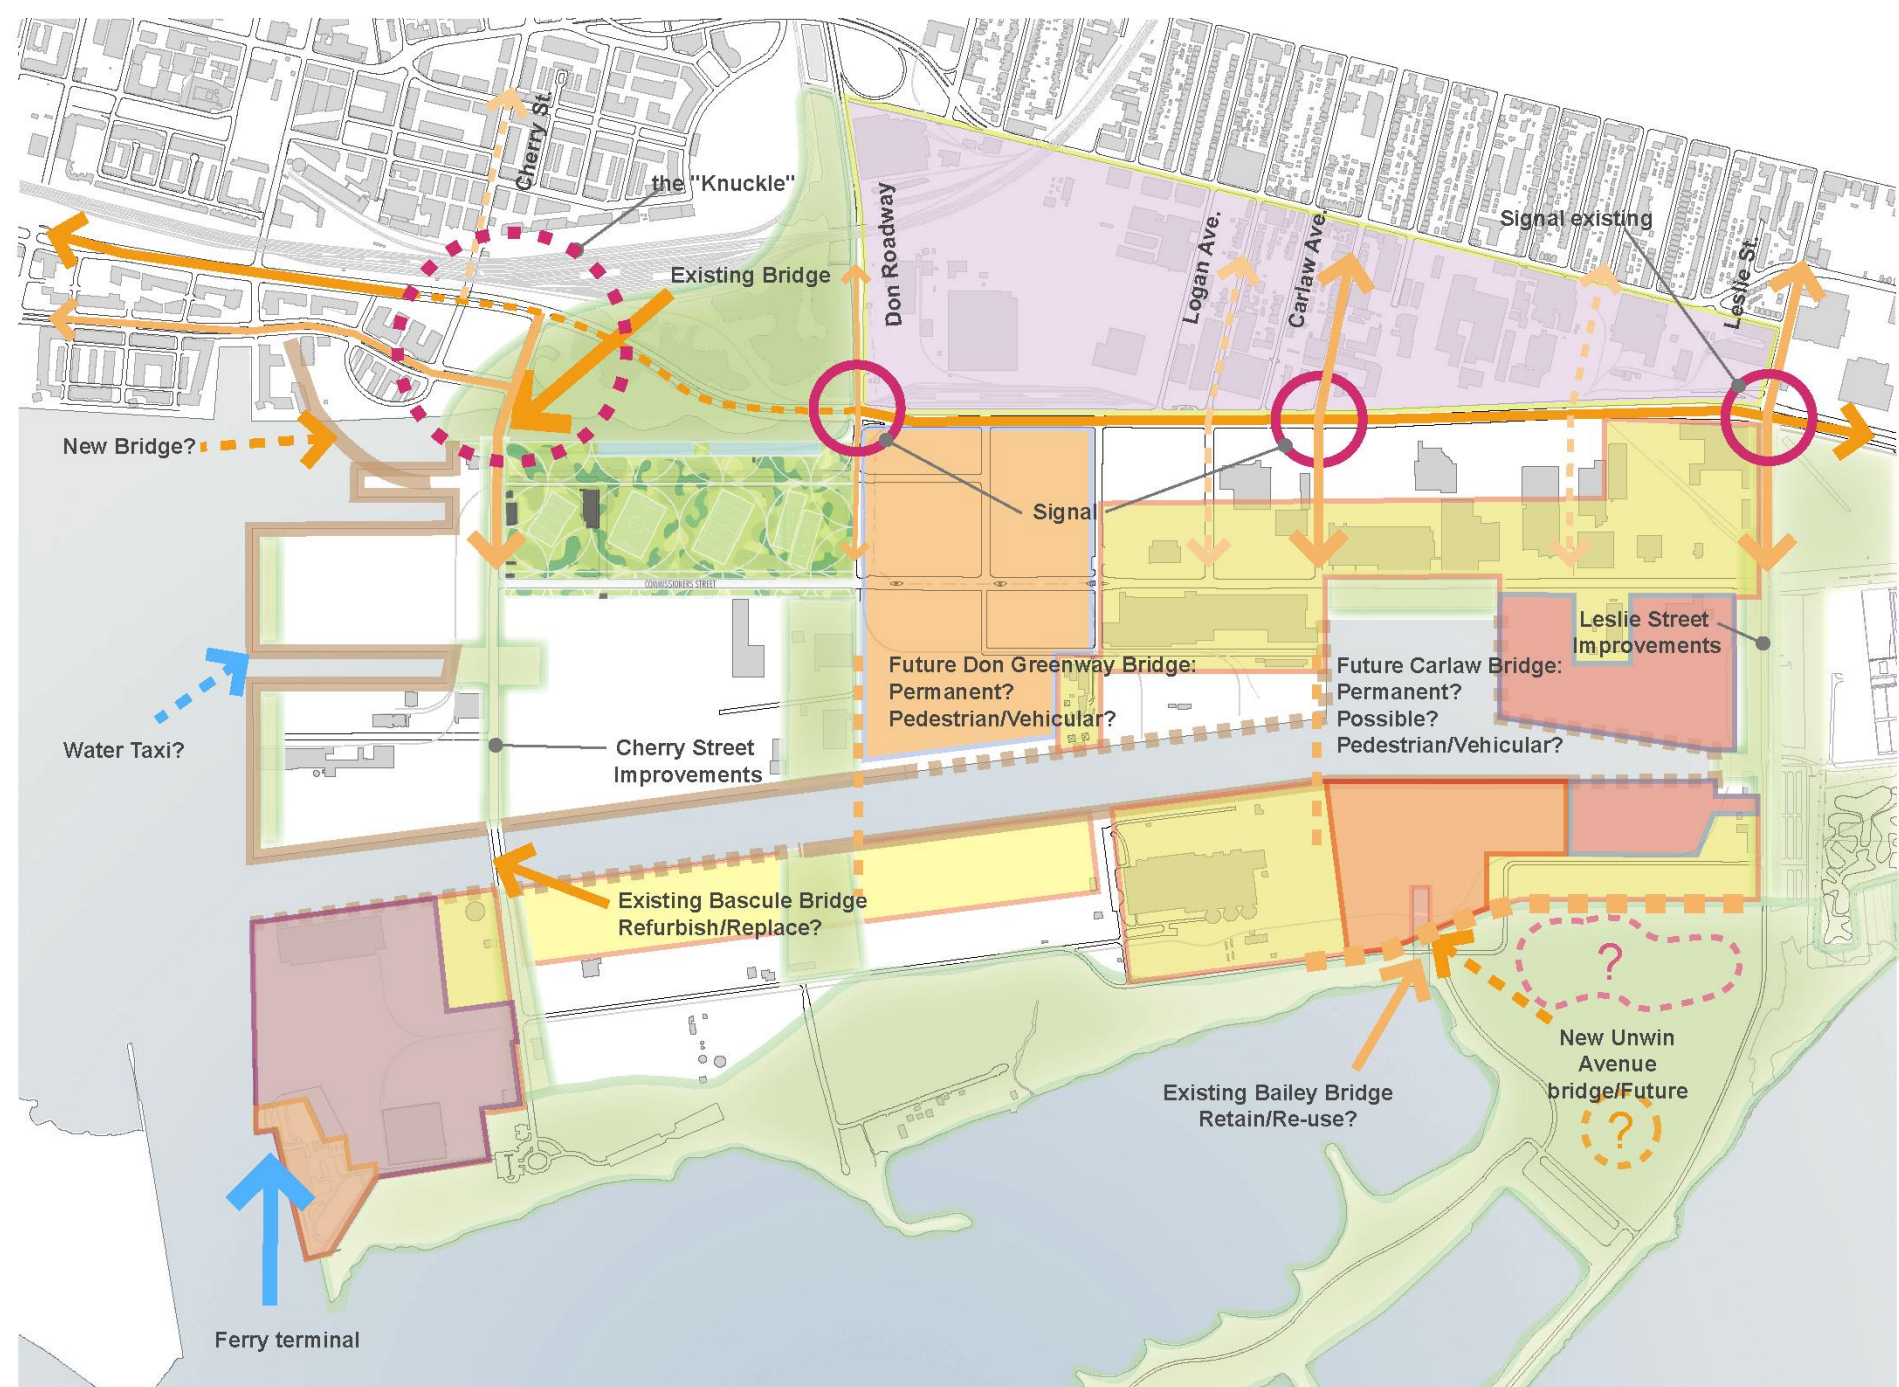 Cherry St.
the "Knuckle"
Don Roadway
Logan Ave.
Carlaw Ave.
Signal existing
Leslie St.
Existing Bridge
New Bridge?
Signal
COMMISSIONERS STREET
Leslie Street
Improvements
Future Don Greenway Bridge:
Permanent?
Pedestrian/Vehicular?
Future Carlaw Bridge:
Permanent?
Possible?
Pedestrian/Vehicular?
Water Taxi?
Cherry Street
Improvements
Existing Bascule Bridge
Refurbish/Replace?
?
New Unwin
Avenue
bridge/Future
?
Existing Bailey Bridge
Retain/Re-use?
Ferry terminal